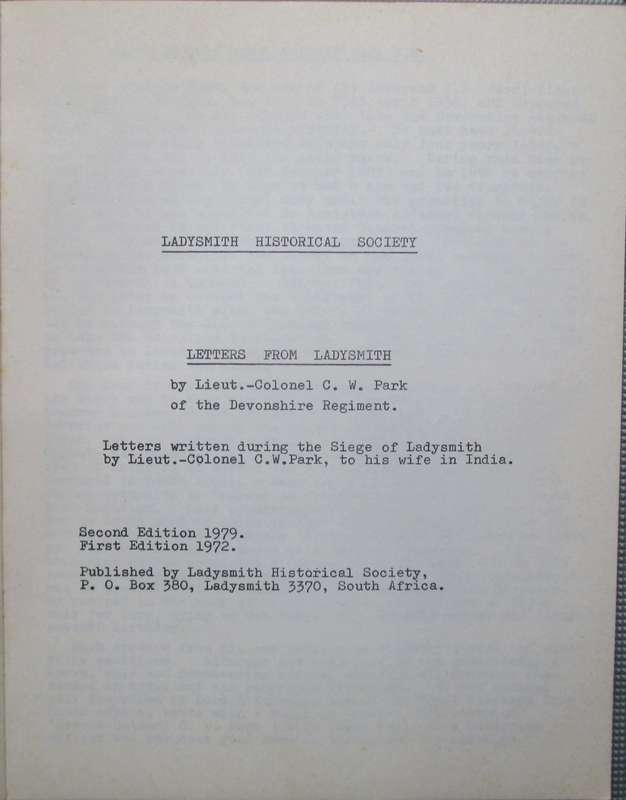 LADYSMITH HISTORICAL SOCIETY
LETTERS FROM LADYSMITH
by Lieut.-Colonel C. W. Park
of the Devonshire Regiment.
Letters written during the Siege of Ladysmith
by Lieut.-Colonel C.W.Park, to his wife in India.
Second Edition 1979.
First Edition 1972.
Published by Ladysmith Historical Society,
P. O. Box 380, Ladysmith 3370, South Africa.